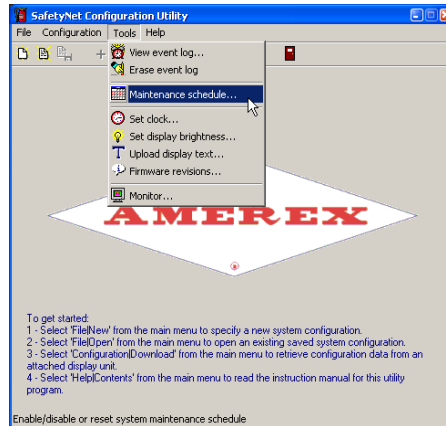 SafetyNet Configuration Utility
File Configuration Tools Help
View event log...
Erase event log
Maintenance schedule...
Set clock...
Set display brightness...
Upload display text...
Firmware revisions...
Monitor...
AMEREX
To get started:
1 - Select 'File|New' from the main menu to specify a new system configuration.
2 - Select 'File|Open' from the main menu to open an existing saved system configuration.
3 - Select 'Configuration|Download' from the main menu to retrieve configuration data from an
attached display unit.
4 - Select 'Help|Contents' from the main menu to read the instruction manual for this utility
program.
Enable/disable or reset system maintenance schedule